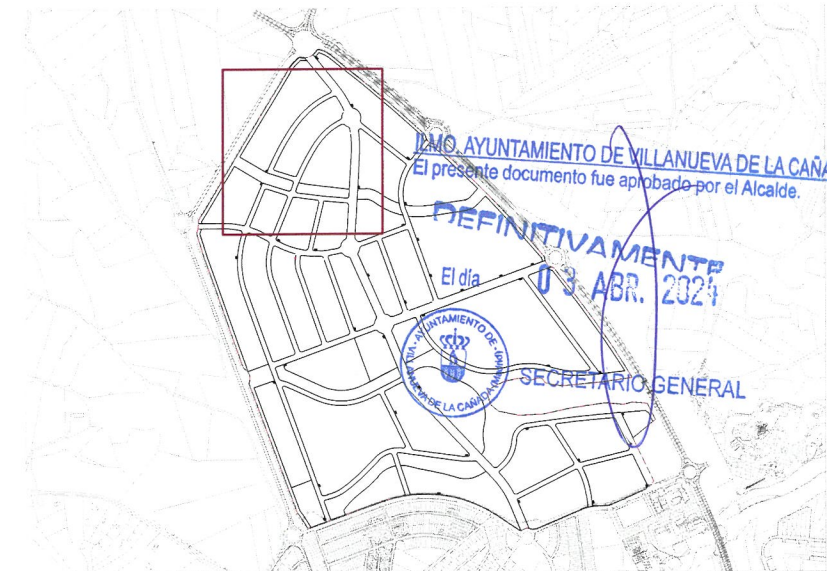 ILMO. AYUNTAMIENTO DE VILLANUEVA DE LA CAÑA
El presente documento fue aprobado por el Alcalde.
DEFINITIVAMENTE
El día 03 ABR. 2024
AYUNTAMIENTO DE
VILLANUEVA DE LA CAÑADA (MADRID)
SECRETARIO GENERAL